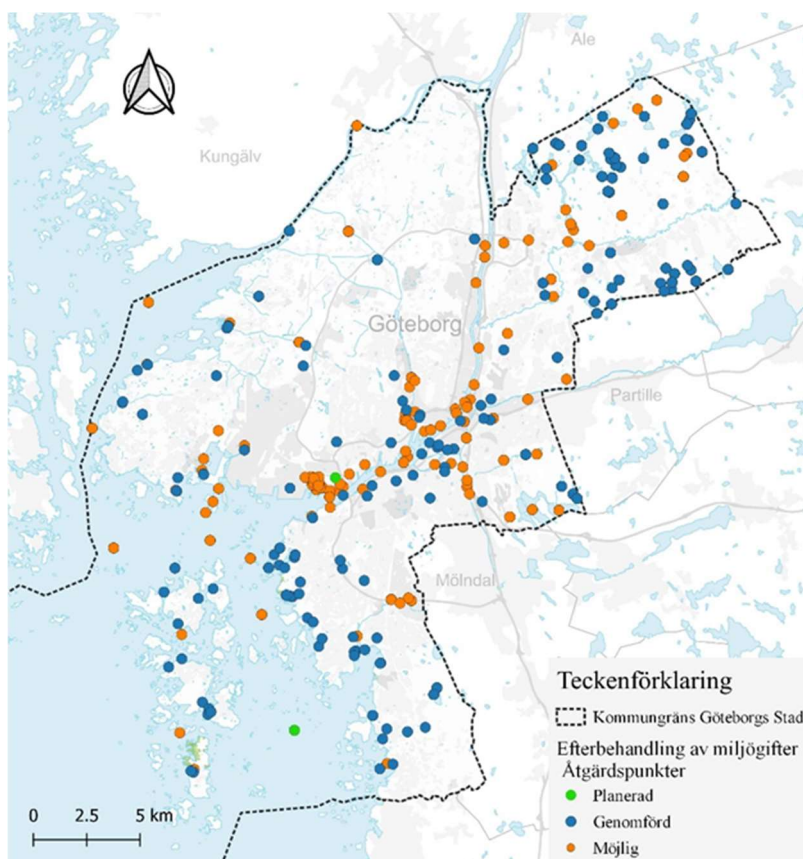 Ale
Kungälv
Göteborg
Partille
Mölndal
Teckenförklaring
Kommungräns Göteborgs Stad
Efterbehandling av miljögifter
Åtgärdspunkter
Planerad
Genomförd
Möjlig
0 2.5 5 km